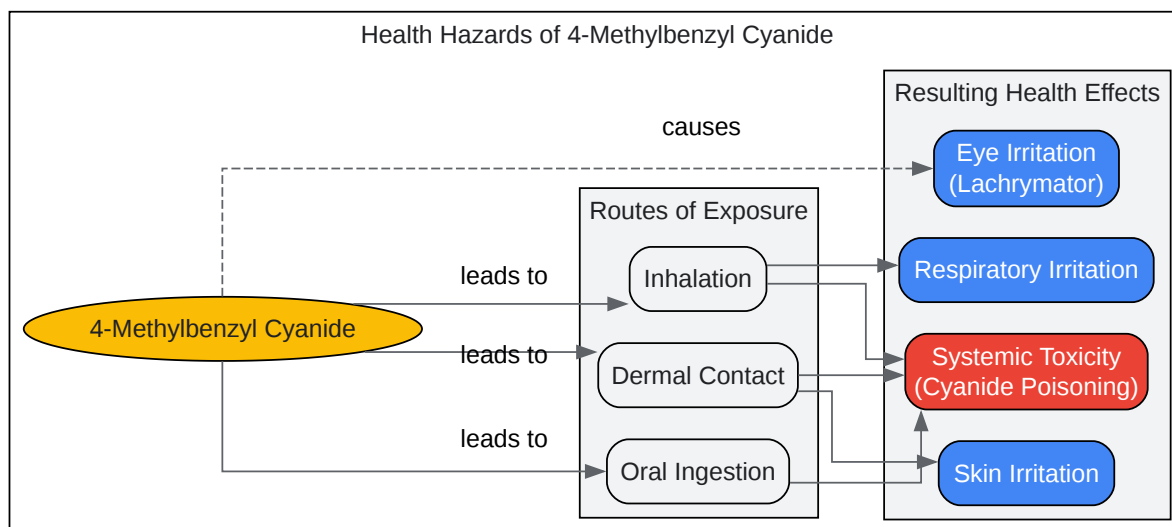 Health Hazards of 4-Methylbenzyl Cyanide
Resulting Health Effects
causes
Eye Irritation
(Lachrymator)
Routes of Exposure
leads to
Inhalation
Respiratory Irritation
4-Methylbenzyl Cyanide
leads to
Dermal Contact
Systemic Toxicity
(Cyanide Poisoning)
leads to
Oral Ingestion
Skin Irritation